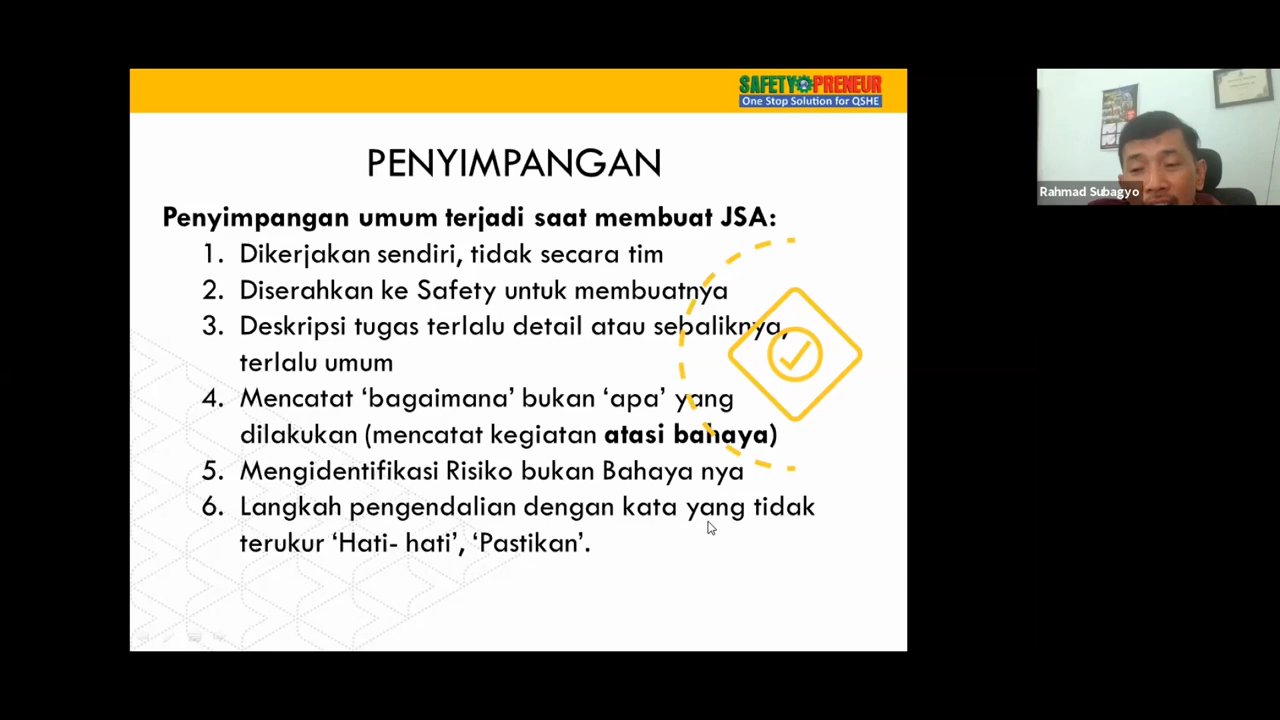 SAFETYPRENEUR
One Stop Solution for QSHE
PENYIMPANGAN
Penyimpangan umum terjadi saat membuat JSA:
1. Dikerjakan sendiri, tidak secara tim
2. Diserahkan ke Safety untuk membuatnya
3. Deskripsi tugas terlalu detail atau sebaliknya,
terlalu umum
4. Mencatat ‘bagaimana’ bukan ‘apa’ yang
dilakukan (mencatat kegiatan atasi bahaya)
5. Mengidentifikasi Risiko bukan Bahaya nya
6. Langkah pengendalian dengan kata yang tidak
terukur ‘Hati- hati’, ‘Pastikan’.
Rahmad Subagyo